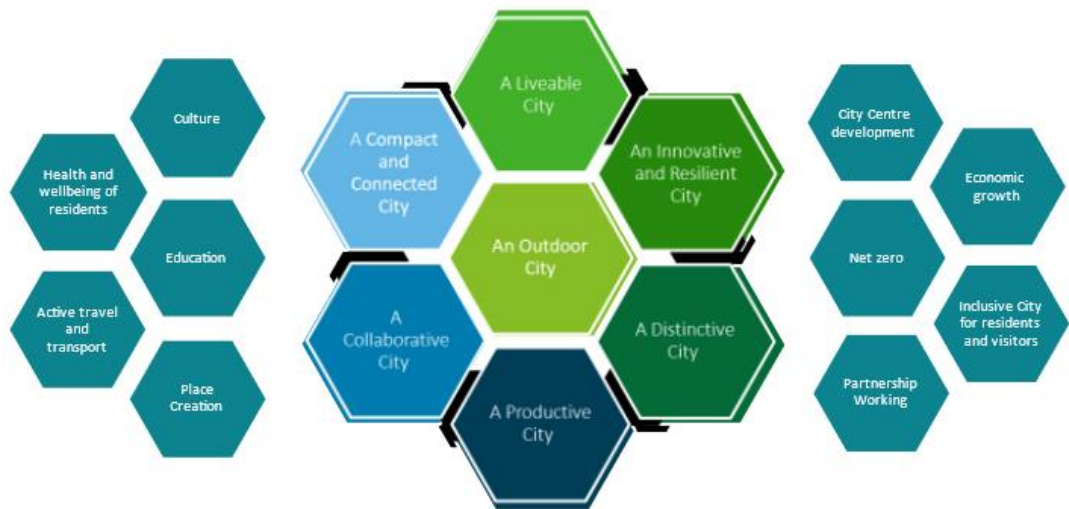 Culture
Health and
wellbeing of
residents
Education
Active travel
and
transport
Place
Creation
A Liveable
City
A Compact
and
Connected
City
An Innovative
and Resilient
City
An Outdoor
City
A
Collaborative
City
A Distinctive
City
A Productive
City
City Centre
development
Economic
growth
Net zero
Inclusive City
for residents
and visitors
Partnership
Working